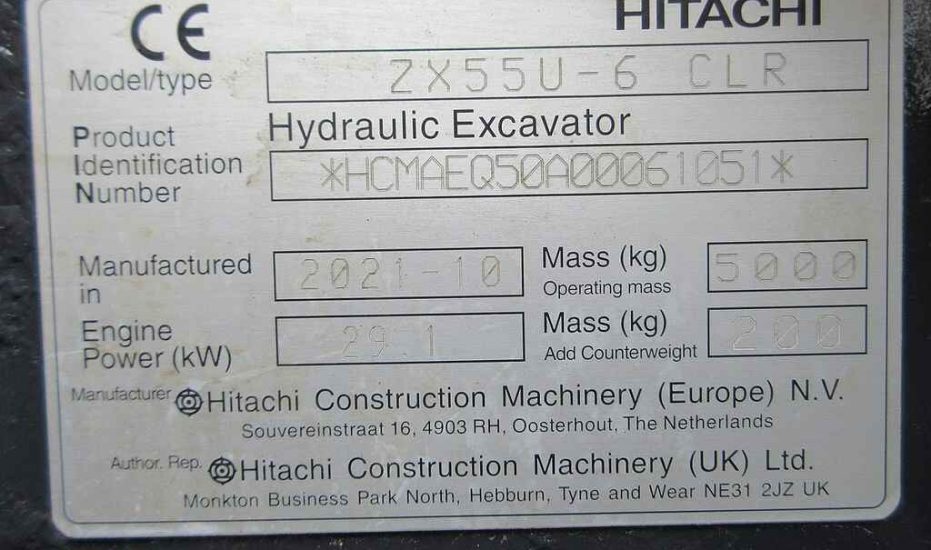 CE HITACHI
Model/type ZX55U-6 CLR
Product Hydraulic Excavator
Identification *HCMAEQ50A00061051*
Number
Manufactured in 2021-10 Mass (kg) Operating mass 5000
Engine Power (kW) 29.1 Mass (kg) Add Counterweight 200
Manufacturer Hitachi Construction Machinery (Europe) N.V.
Souvereinstraat 16, 4903 RH, Oosterhout, The Netherlands
Author. Rep. Hitachi Construction Machinery (UK) Ltd.
Monkton Business Park North, Hebburn, Tyne and Wear NE31 2JZ UK